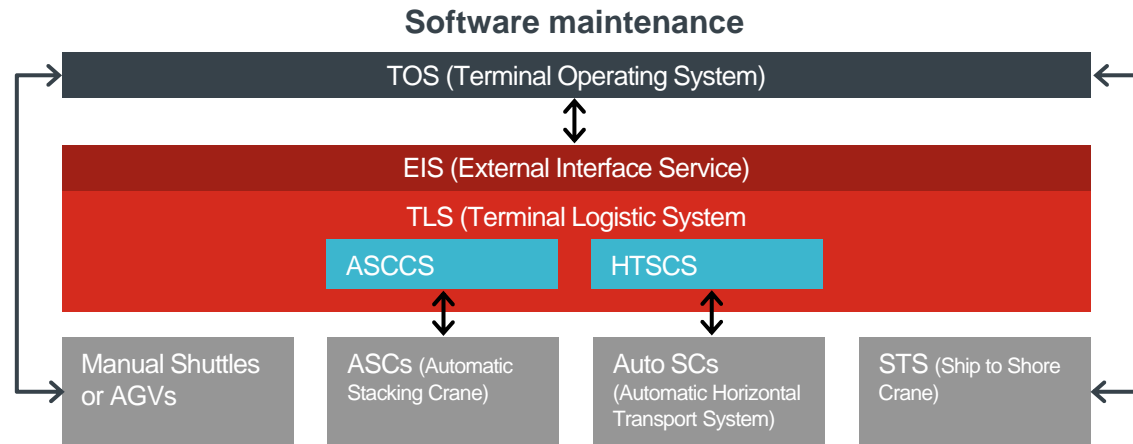 Software maintenance
TOS (Terminal Operating System)
EIS (External Interface Service)
TLS (Terminal Logistic System
ASCCS
HTSCS
Manual Shuttles
or AGVs
ASCs (Automatic
Stacking Crane)
Auto SCs
(Automatic Horizontal
Transport System)
STS (Ship to Shore
Crane)